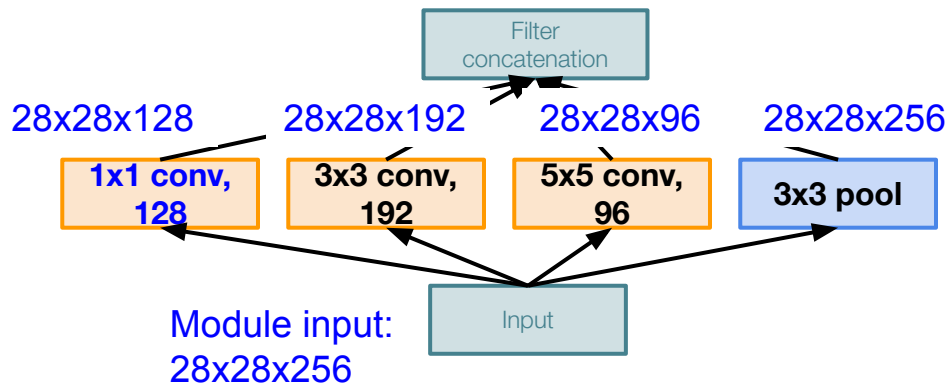 Filter
concatenation
28x28x128
28x28x192
28x28x96
28x28x256
1x1 conv,
128
3x3 conv,
192
5x5 conv,
96
3x3 pool
Input
Module input:
28x28x256